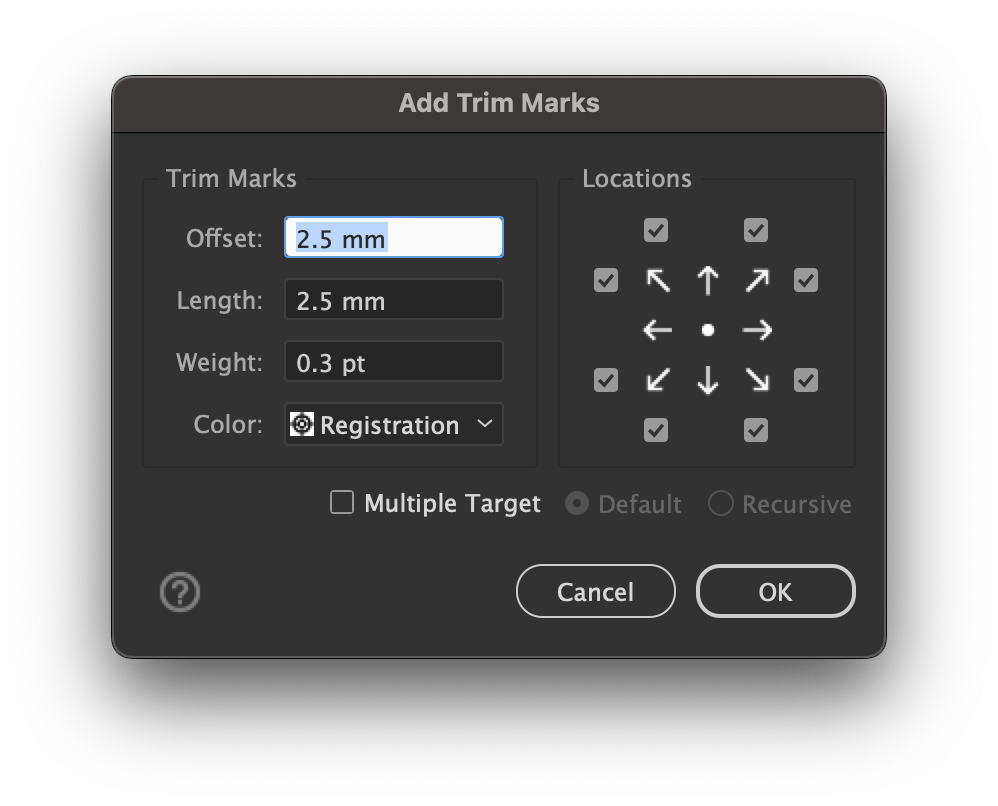 Add Trim Marks
Trim Marks
Offset: 2.5 mm
Length: 2.5 mm
Weight: 0.3 pt
Color: Registration
Locations
Multiple Target Default Recursive
?
Cancel OK